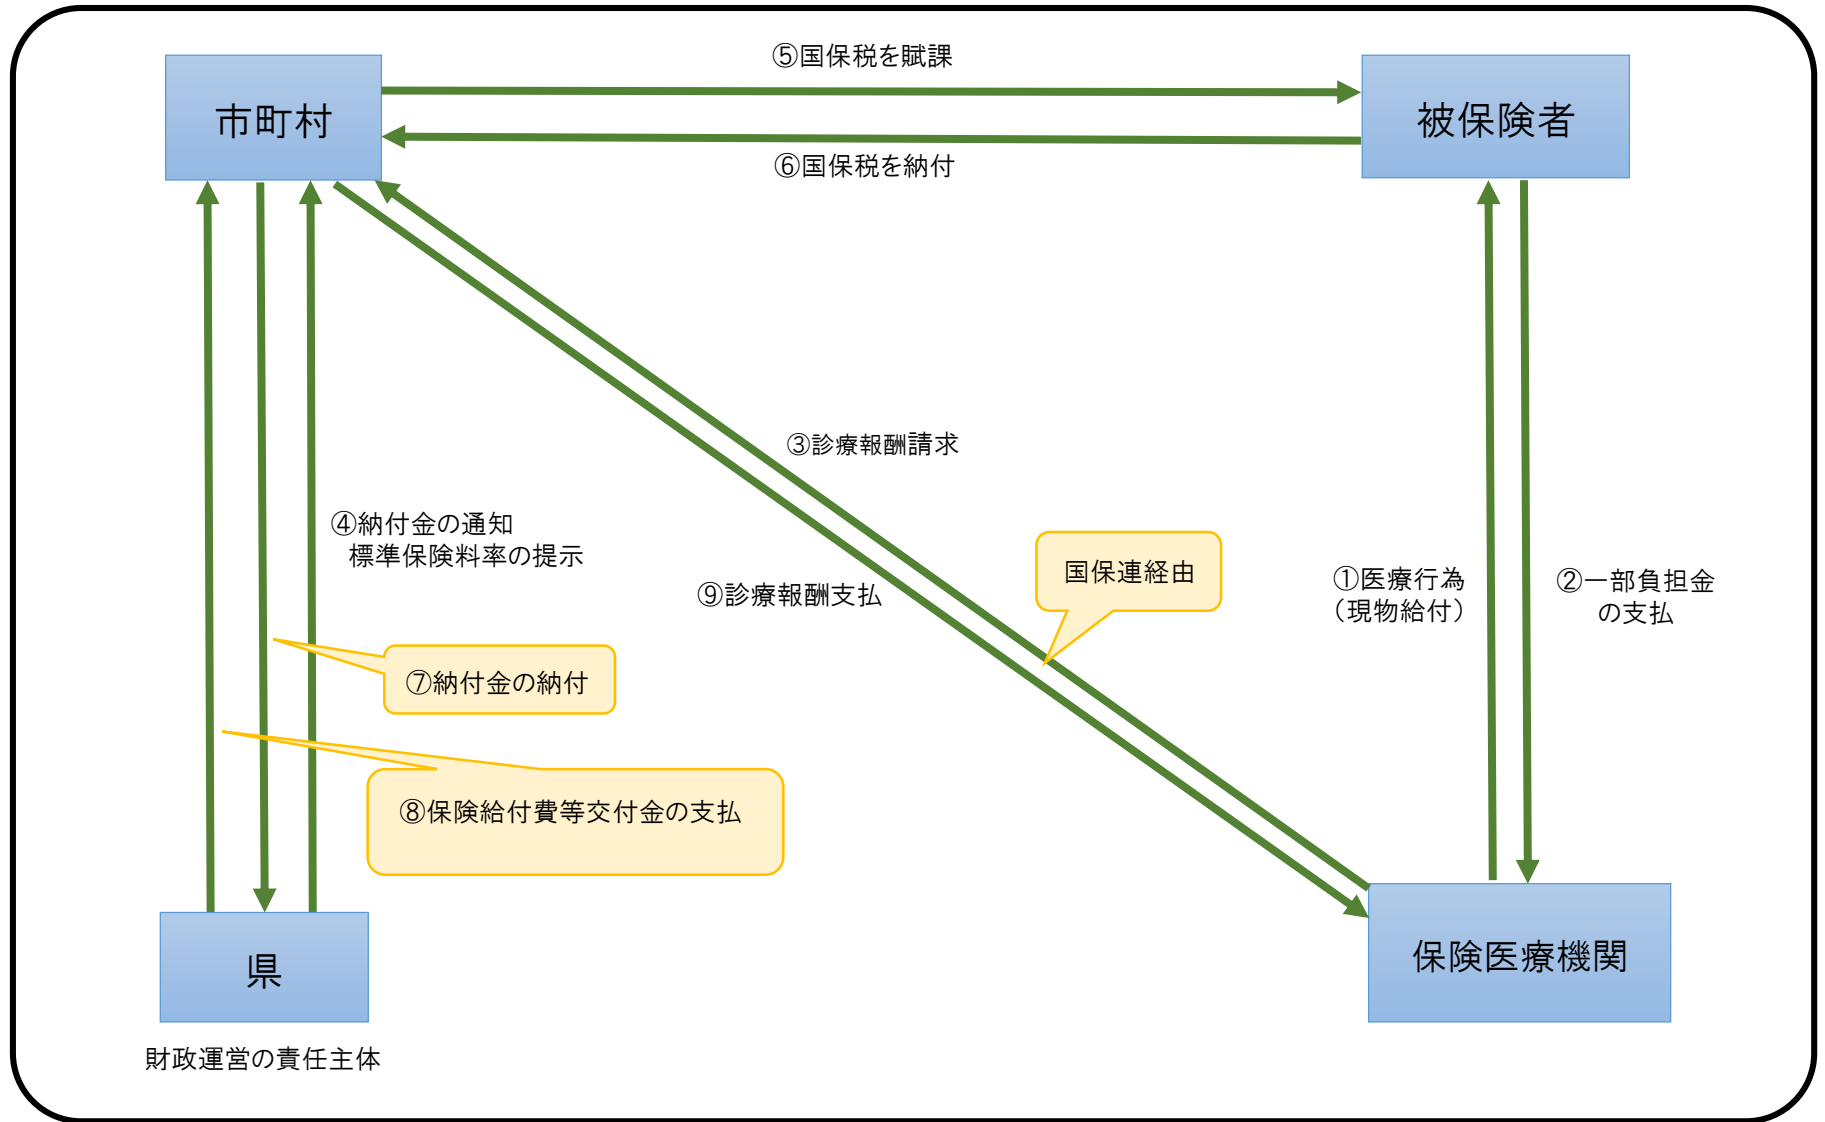 ⑤国保税を賦課
市町村
被保険者
⑥国保税を納付
③診療報酬請求
④納付金の通知
標準保険料率の提示
国保連経由
①医療行為
（現物給付）
②一部負担金
の支払
⑨診療報酬支払
⑦納付金の納付
⑧保険給付費等交付金の支払
県
保険医療機関
財政運営の責任主体